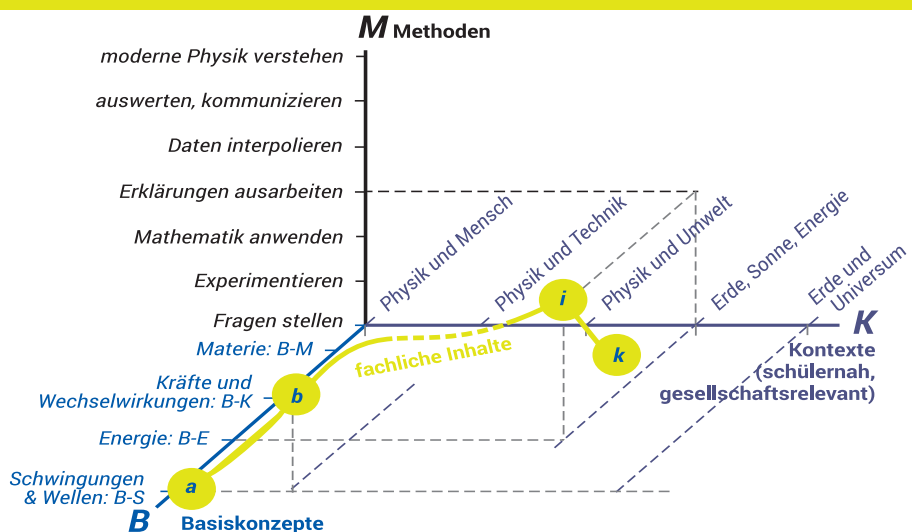 M Methoden
moderne Physik verstehen
auswerten, kommunizieren
Daten interpolieren
Erklärungen ausarbeiten
Mathematik anwenden
Experimentieren
Fragen stellen
Physik und Mensch
Physik und Technik
Physik und Umwelt
Erde, Sonne, Energie
Erde und
Universum
K
Kontexte
(schülernah,
gesellschaftsrelevant)
Materie: B-M
Kräfte und
Wechselwirkungen: B-K
Energie: B-E
Schwingungen
& Wellen: B-S
B Basiskonzepte
a
b
fachliche Inhalte
i
k